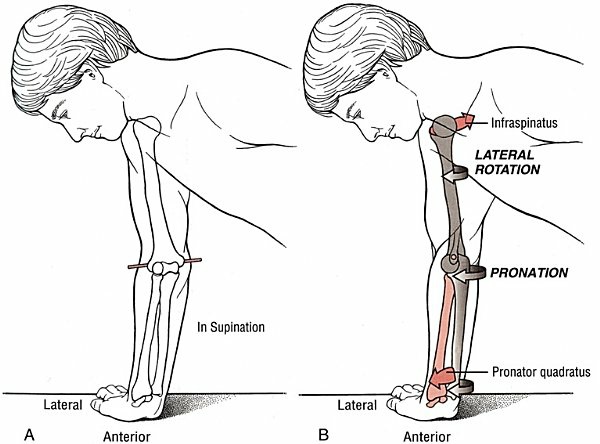 In Supination
Lateral
A
Anterior
Infraspinatus
LATERAL
ROTATION
PRONATION
Pronator quadratus
Lateral
B
Anterior